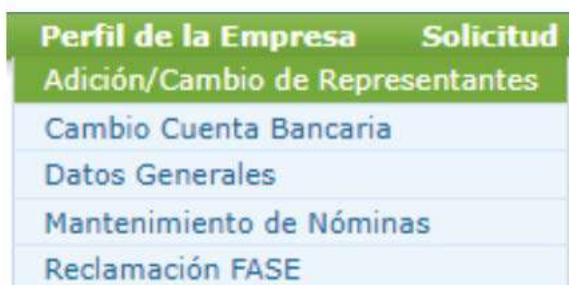 Perfil de la Empresa Solicitud
Adición/Cambio de Representantes
Cambio Cuenta Bancaria
Datos Generales
Mantenimiento de Nóminas
Reclamación FASE